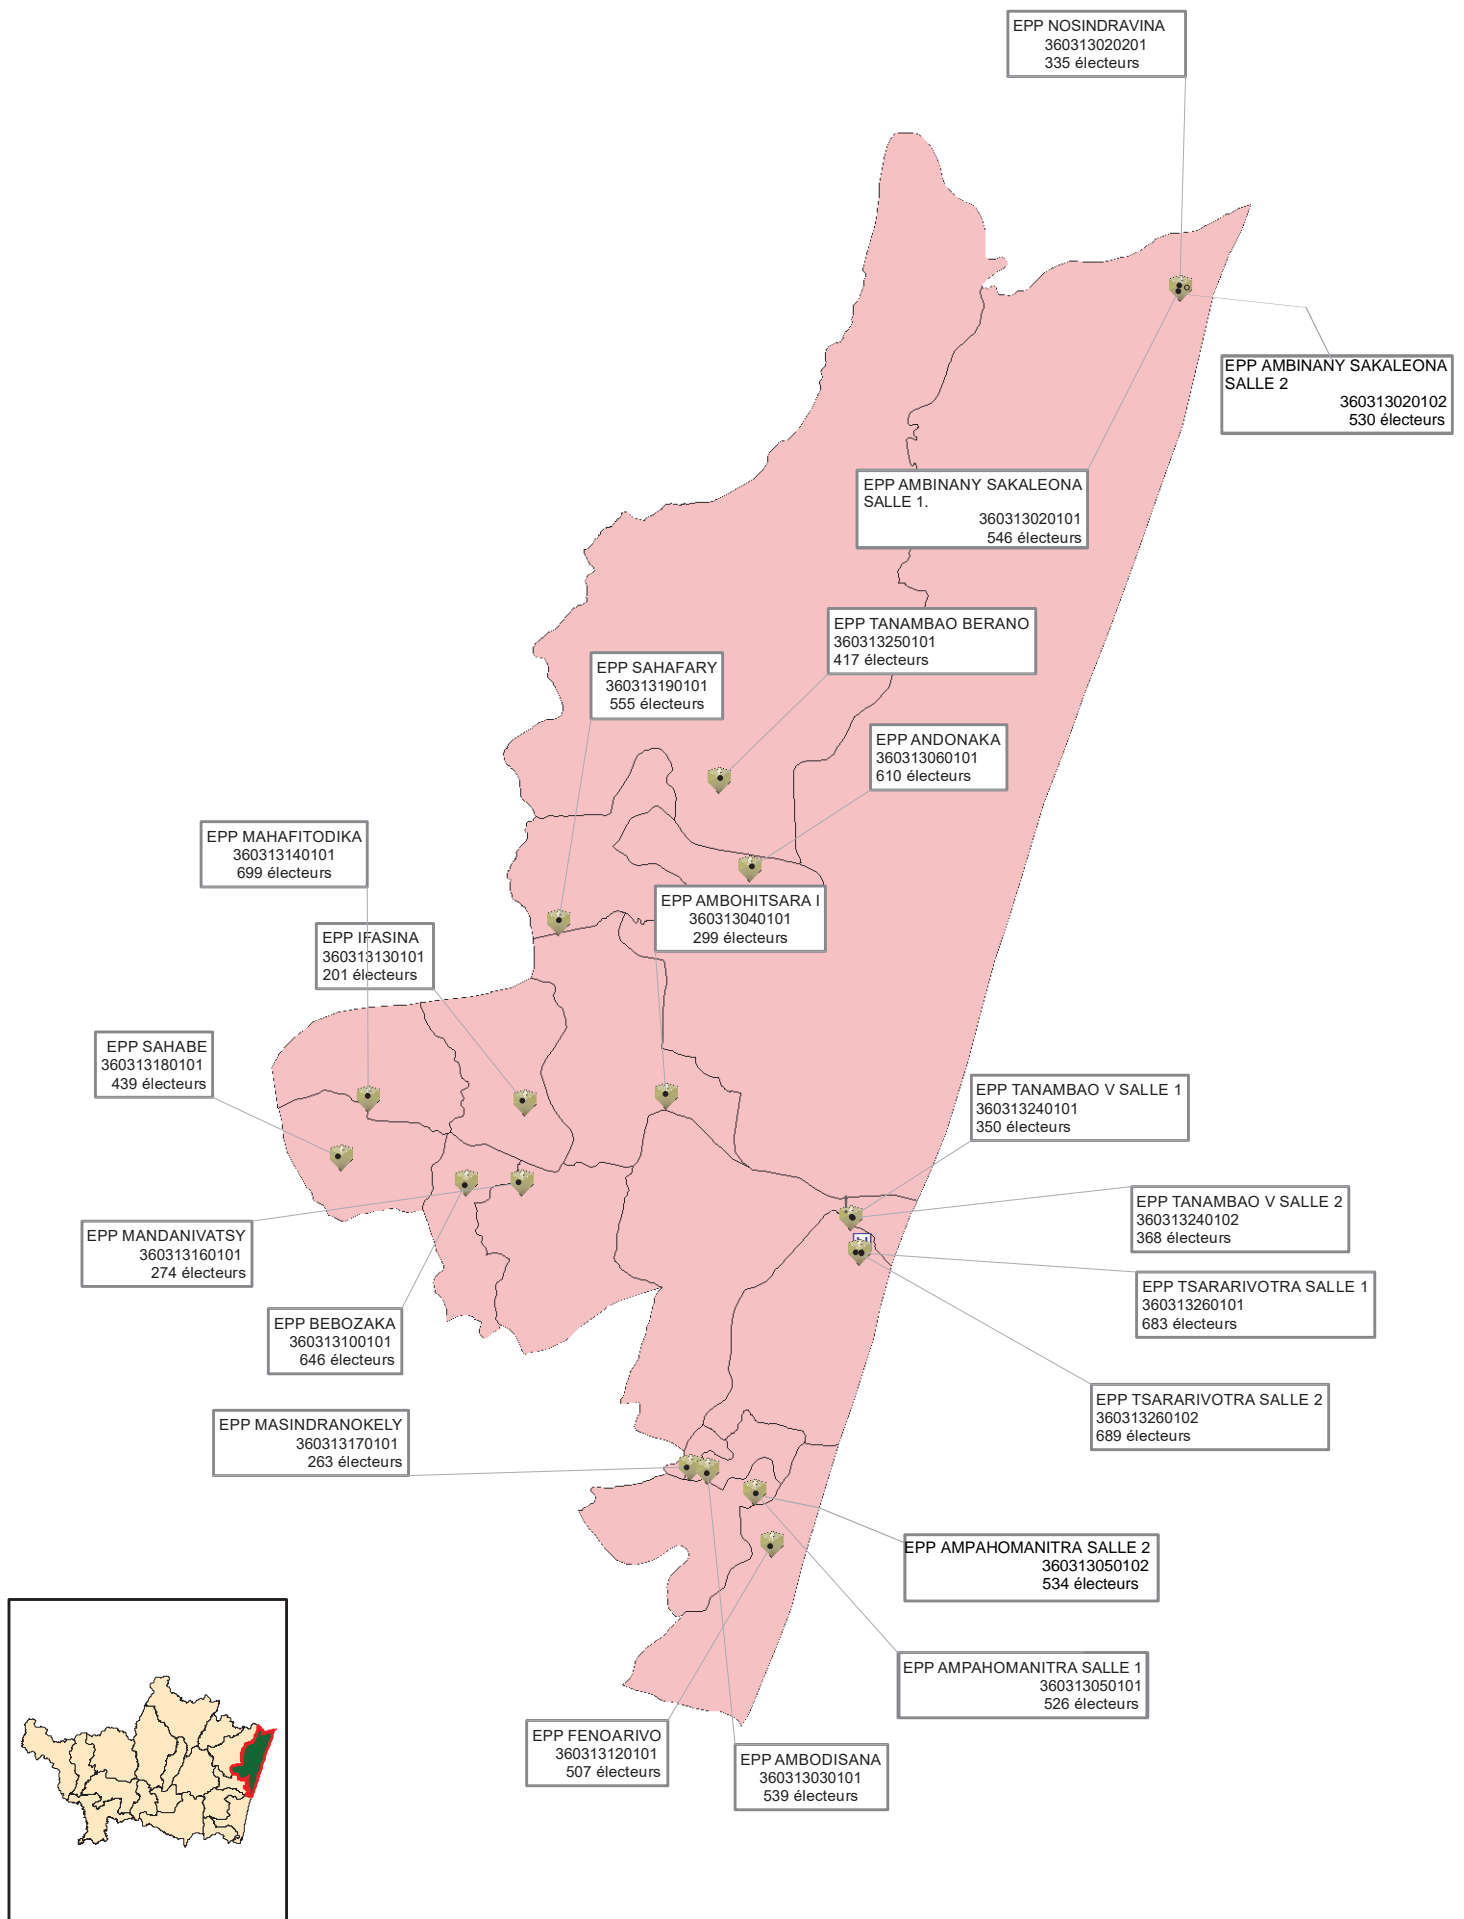 EPP NOSINDRAVINA
360313020201
335 électeurs
EPP AMBINANY SAKALEONA
SALLE 2
360313020102
530 électeurs
EPP AMBINANY SAKALEONA
SALLE 1.
360313020101
546 électeurs
EPP TANAMBAO BERANO
360313250101
417 électeurs
EPP SAHAFARY
360313190101
555 électeurs
EPP ANDONAKA
360313060101
610 électeurs
EPP MAHAFITODIKA
360313140101
699 électeurs
EPP AMBOHITSARA I
360313040101
299 électeurs
EPP IFASINA
360313130101
201 électeurs
EPP SAHABE
360313180101
439 électeurs
EPP TANAMBAO V SALLE 1
360313240101
350 électeurs
EPP TANAMBAO V SALLE 2
360313240102
368 électeurs
EPP MANDANIVATSY
360313160101
274 électeurs
EPP TSARARIVOTRA SALLE 1
360313260101
683 électeurs
EPP BEBOZAKA
360313100101
646 électeurs
EPP TSARARIVOTRA SALLE 2
360313260102
689 électeurs
EPP MASINDRANOKELY
360313170101
263 électeurs
EPP AMPAHOMANITRA SALLE 2
360313050102
534 électeurs
EPP AMPAHOMANITRA SALLE 1
360313050101
526 électeurs
EPP FENOARIVO
360313120101
507 électeurs
EPP AMBODISANA
360313030101
539 électeurs